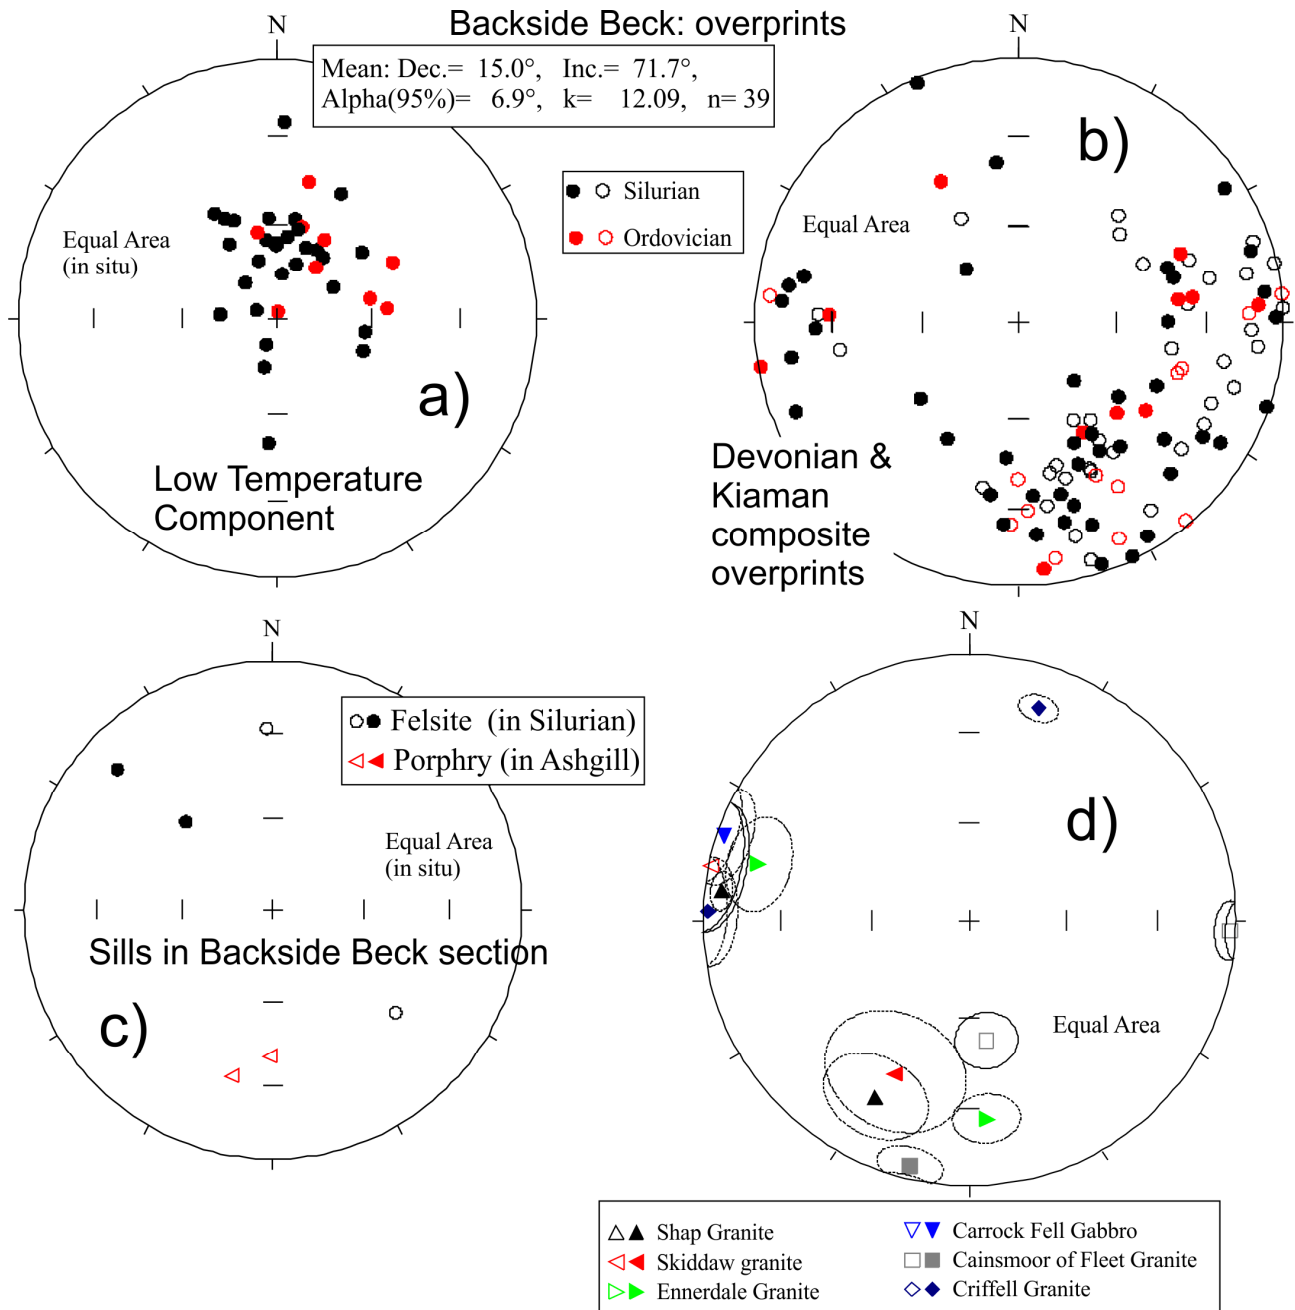 Backside Beck: overprints
N
Mean: Dec.= 15.0°, Inc.= 71.7°,
Alpha(95%)= 6.9°, k= 12.09, n= 39
Equal Area
(in situ)
a)
Low Temperature
Component
Silurian
Ordovician
N
b)
Equal Area
Devonian &
Kiaman
composite
overprints
N
Felsite (in Silurian)
Porphry (in Ashgill)
Equal Area
(in situ)
Sills in Backside Beck section
c)
N
d)
Equal Area
Shap Granite
Skiddaw granite
Ennerdale Granite
Carrock Fell Gabbro
Cainsmoor of Fleet Granite
Criffell Granite